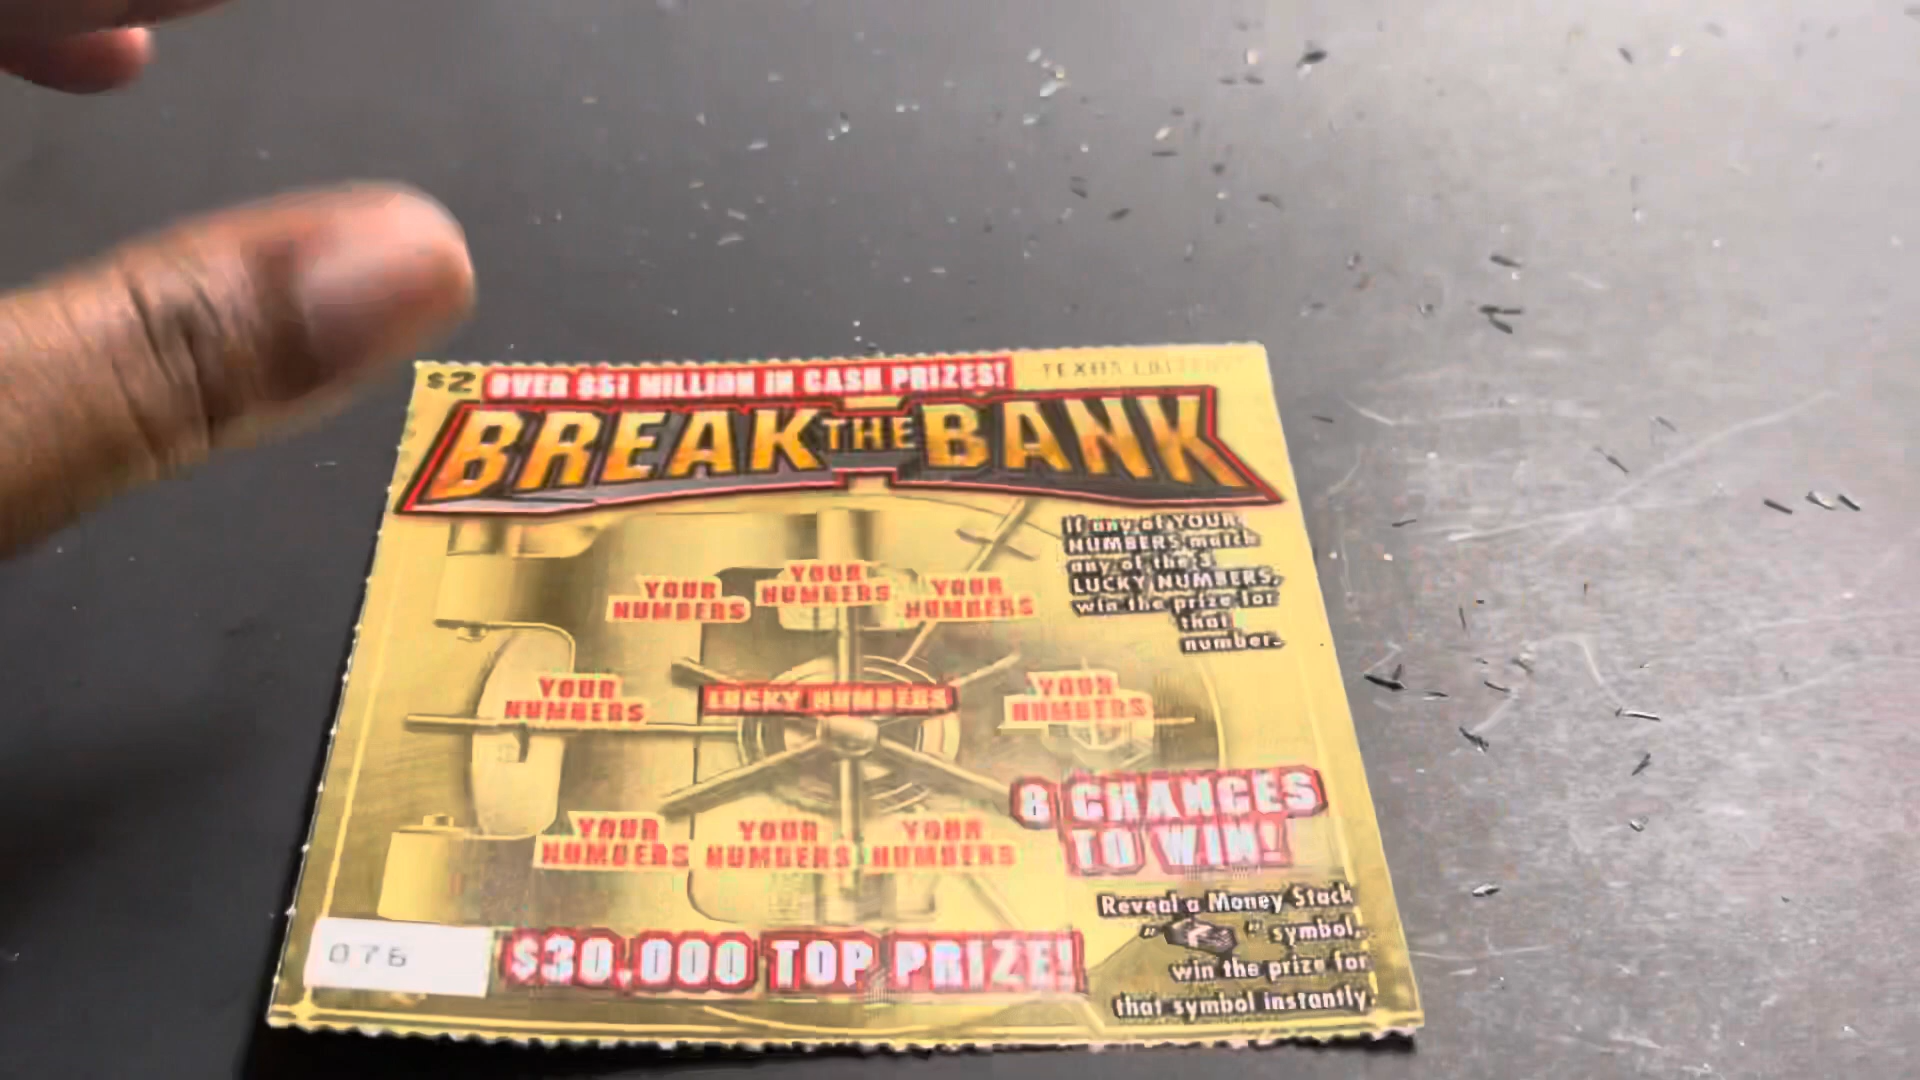 $2 OVER $51 MILLION IN CASH PRIZES! TEXAS LOTTERY
BREAK THE BANK
If any of YOUR
NUMBERS match
any of the 3
LUCKY NUMBERS,
win the prize for
that
number.
YOUR
NUMBERS
YOUR
NUMBERS
YOUR
NUMBERS
YOUR
NUMBERS
LUCKY NUMBERS
YOUR
NUMBERS
YOUR
NUMBERS
YOUR
NUMBERS
YOUR
NUMBERS
8 CHANCES
TO WIN!
Reveal a Money Stack
" " symbol,
win the prize for
that symbol instantly.
076
$30,000 TOP PRIZE!